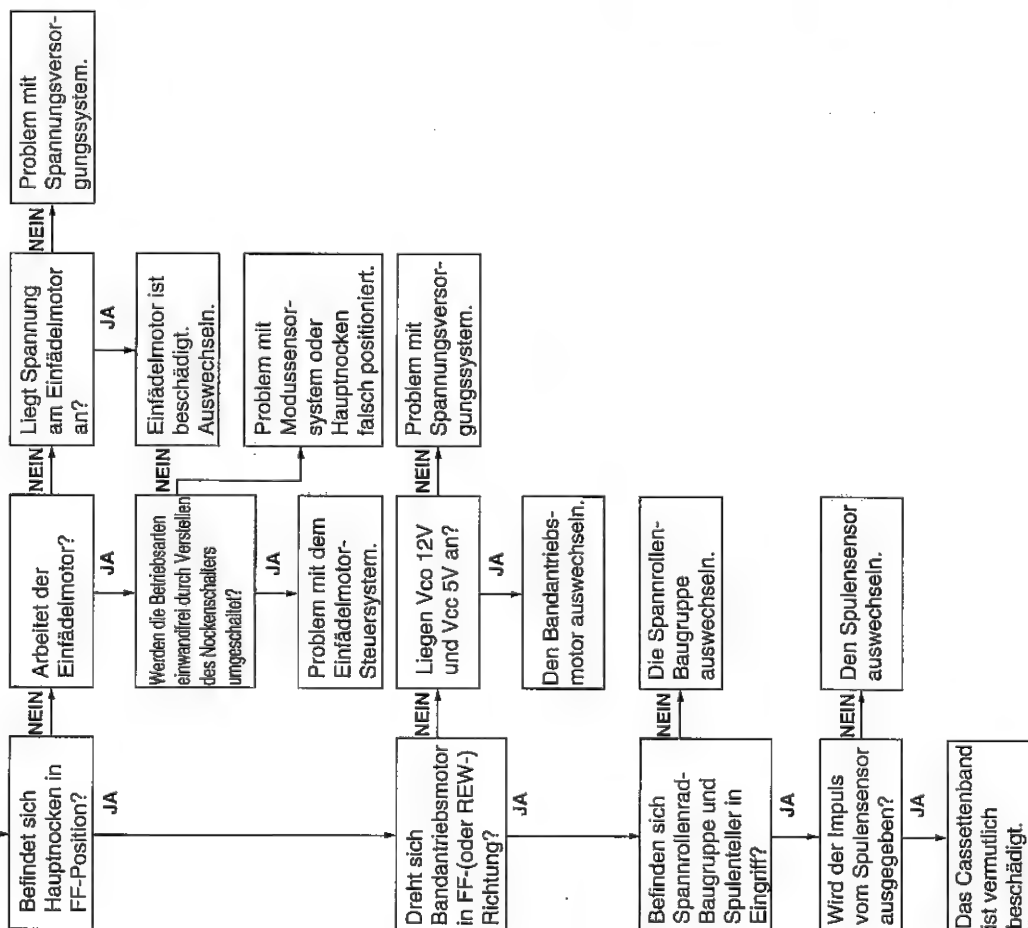 Befindet sich
Hauptnocken in
FF-Position?
NEIN
JA
Arbeitet der
Einfädelmotor?
NEIN
JA
Liegt Spannung
am Einfädelmotor
an?
NEIN
JA
Problem mit
Spannungsversor-
gungssystem.
Einfädelmotor ist
beschädigt.
Auswechseln.
Werden die Betriebsarten
einwandfrei durch Verstellen
des Nockenschalters
umgeschaltet?
NEIN
JA
Problem mit
Modussensor-
system oder
Hauptnocken
falsch positioniert.
Problem mit dem
Einfädelmotor-
Steuersystem.
Dreht sich
Bandantriebsmotor
in FF-(oder REW-)
Richtung?
NEIN
JA
Liegen Vco 12V
und Vcc 5V an?
NEIN
JA
Problem mit
Spannungsversor-
gungssystem.
Den Bandantriebs-
motor auswechseln.
Befinden sich
Spannrollenrad-
Baugruppe und
Spulenteller in
Eingriff?
NEIN
JA
Die Spannrollen-
Baugruppe
auswechseln.
Wird der Impuls
vom Spulensensor
ausgegeben?
NEIN
JA
Den Spulensensor
auswechseln.
Das Cassettenband
ist vermutlich
beschädigt.